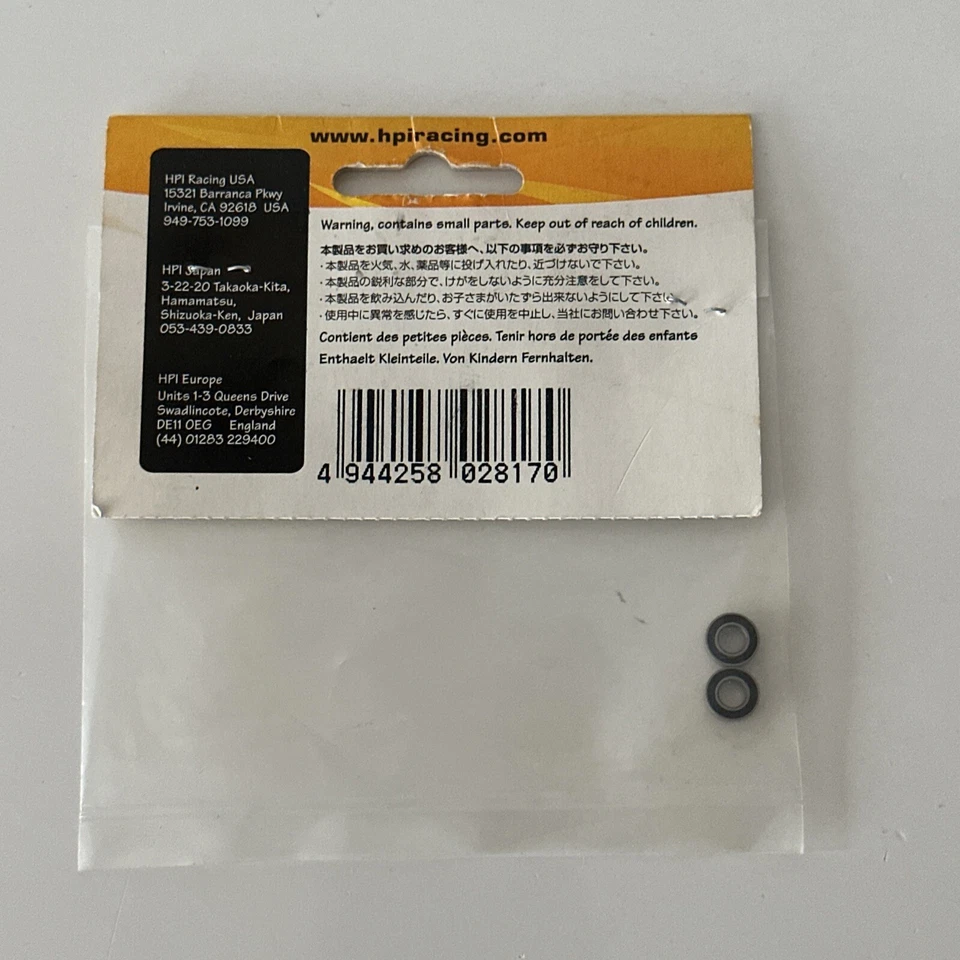 www.hpiracing.com
HPI Racing USA
15321 Barranca Pkwy
Irvine, CA 92618 USA
949-753-1099
HPI Japan
3-22-20 Takaoka-Kita,
Hamamatsu,
Shizuoka-Ken, Japan
053-439-0833
HPI Europe
Units 1-3 Queens Drive
Swadlincote, Derbyshire
DE11 0EG England
(44) 01283 229400
Warning, contains small parts. Keep out of reach of children.
本製品をお買い求めのお客様へ、以下の事項を必ずお守り下さい。
・本製品を火気、水、薬品等に投げ入れたり、近づけないで下さい。
・本製品の鋭利な部分で、けがをしないように充分注意をして下さい。
・本製品を飲み込んだり、お子さまがいたずら出来ないようにして下さい。
・使用中に異常を感じたら、すぐに使用を中止し、当社にお問い合わせ下さい。
Contient des petites pièces. Tenir hors de portée des enfants
Enthaelt Kleinteile. Von Kindern Fernhalten.
4 944258 028170